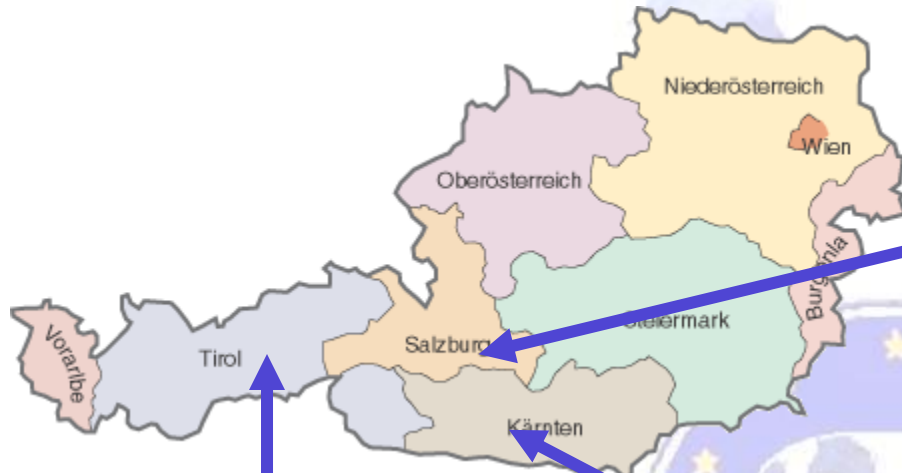 Niederösterreich
Wien
Oberösterreich
Burgenla
Steiermark
Salzburg
Vorarlbe
Tirol
Kärnten